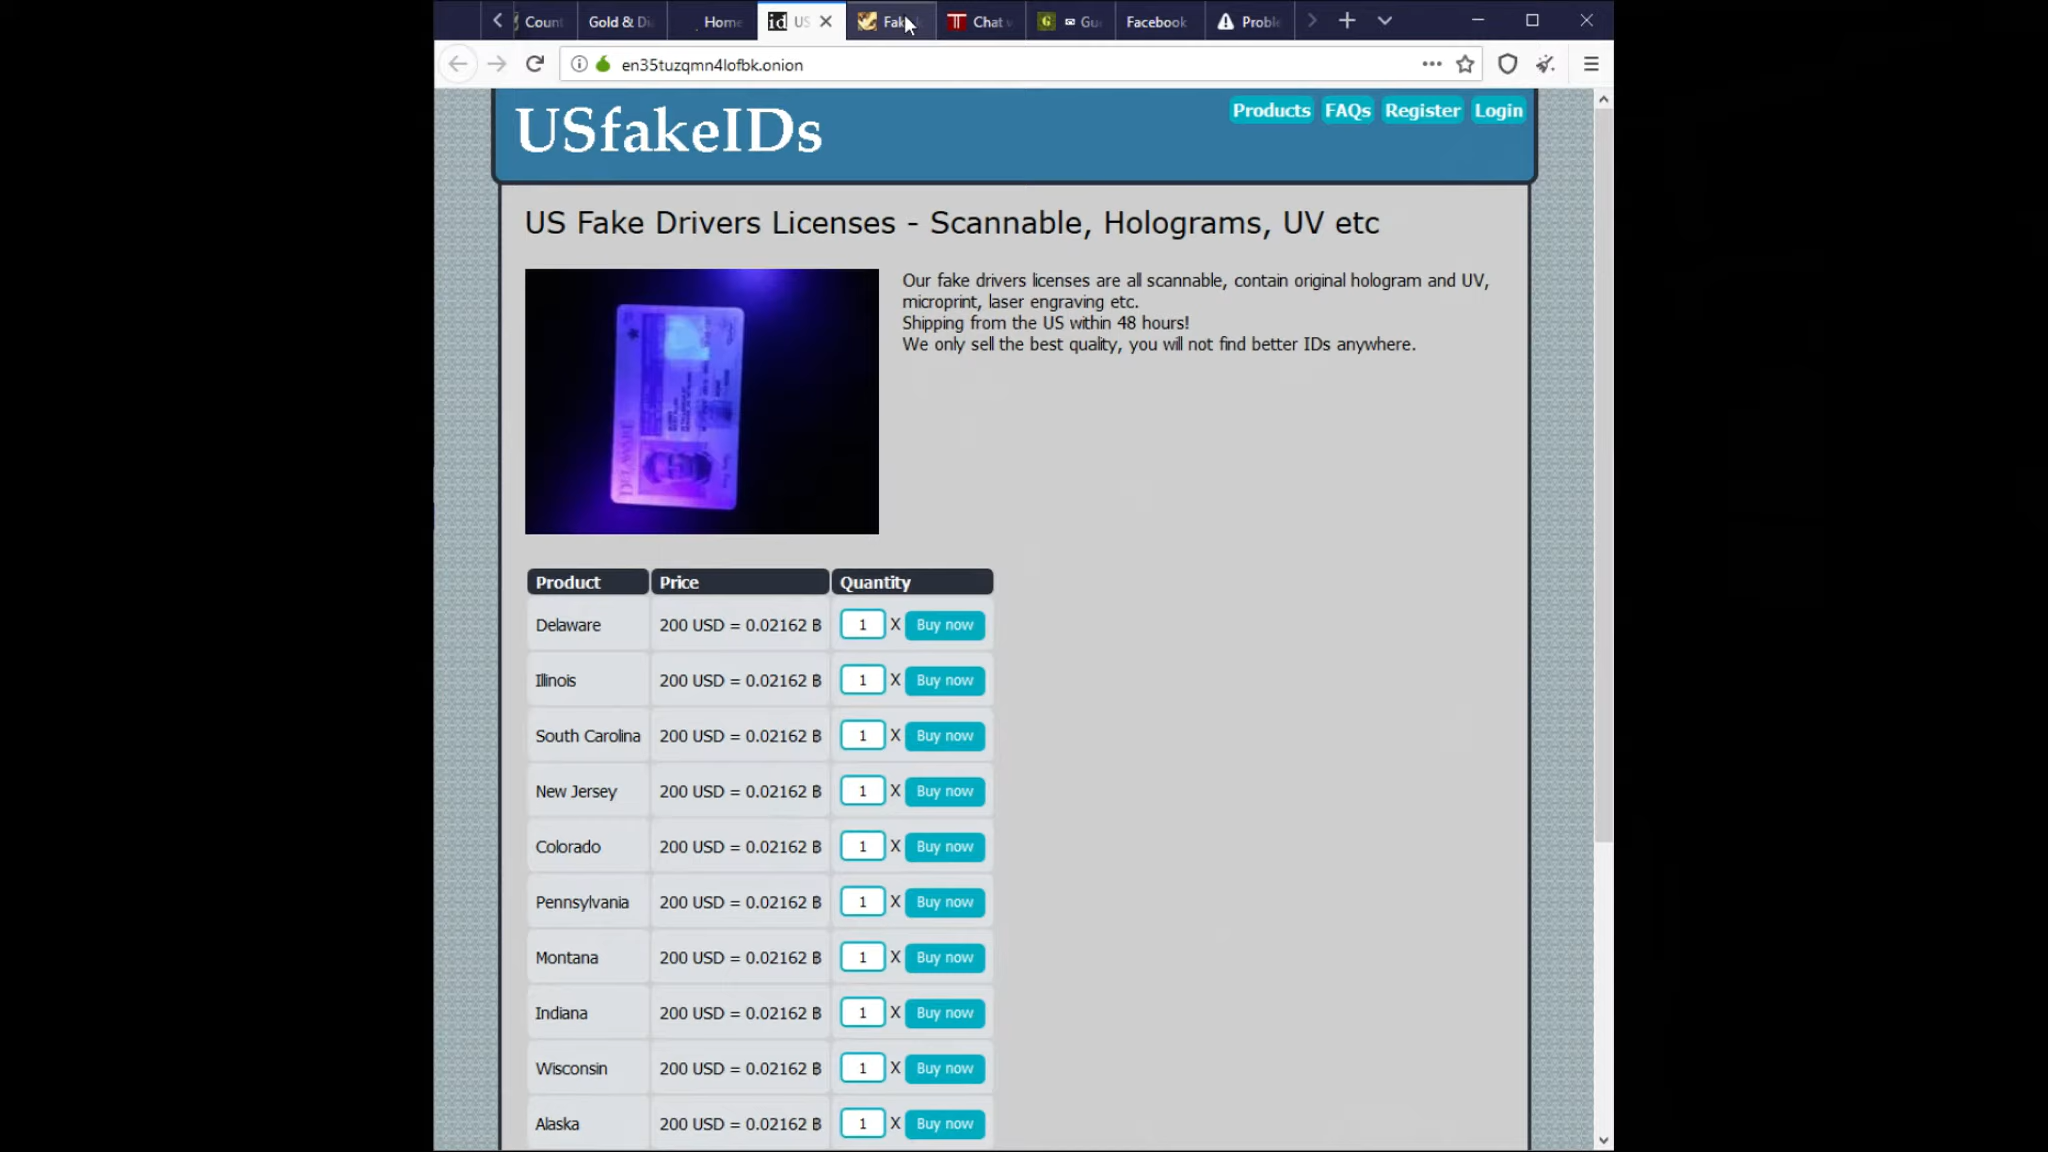 Count
Gold & Di
Home
id US
Fak
Chat w
G Gu
Facebook
Probl
en35tuzqmn4lofbk.onion
USfakeIDs
Products FAQs Register Login
US Fake Drivers Licenses - Scannable, Holograms, UV etc
Our fake drivers licenses are all scannable, contain original hologram and UV,
microprint, laser engraving etc.
Shipping from the US within 48 hours!
We only sell the best quality, you will not find better IDs anywhere.
DELAWARE
Product Price Quantity
Delaware 200 USD = 0.02162 ฿ 1 X Buy now
Illinois 200 USD = 0.02162 ฿ 1 X Buy now
South Carolina 200 USD = 0.02162 ฿ 1 X Buy now
New Jersey 200 USD = 0.02162 ฿ 1 X Buy now
Colorado 200 USD = 0.02162 ฿ 1 X Buy now
Pennsylvania 200 USD = 0.02162 ฿ 1 X Buy now
Montana 200 USD = 0.02162 ฿ 1 X Buy now
Indiana 200 USD = 0.02162 ฿ 1 X Buy now
Wisconsin 200 USD = 0.02162 ฿ 1 X Buy now
Alaska 200 USD = 0.02162 ฿ 1 X Buy now